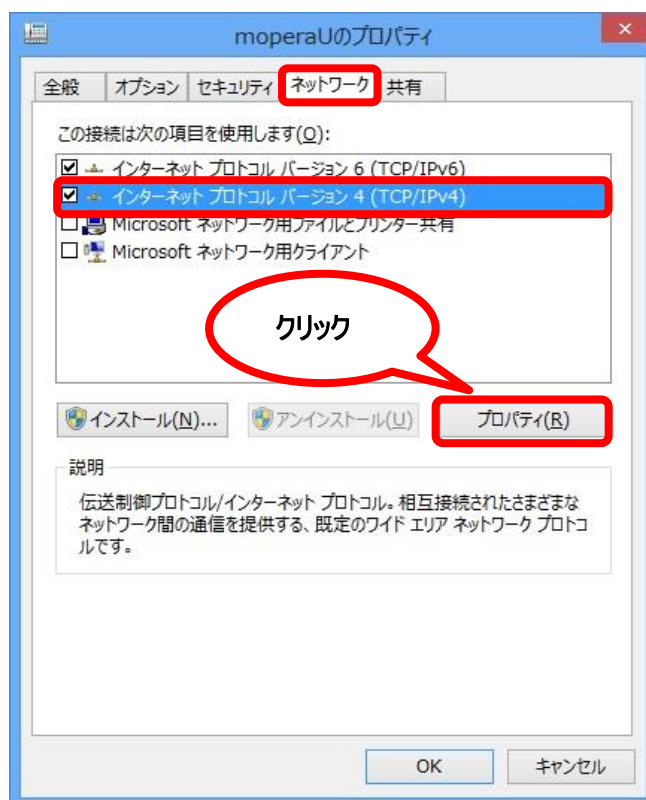 moperaUのプロパティ
全般 オプション セキュリティ ネットワーク 共有
この接続は次の項目を使用します(O):
インターネット プロトコル バージョン 6 (TCP/IPv6)
インターネット プロトコル バージョン 4 (TCP/IPv4)
Microsoft ネットワーク用ファイルとプリンター共有
Microsoft ネットワーク用クライアント
クリック
インストール(N)... アンインストール(U) プロパティ(R)
説明
伝送制御プロトコル/インターネット プロトコル。相互接続されたさまざまな
ネットワーク間の通信を提供する、既定のワイド エリア ネットワーク プロトコ
ルです。
OK キャンセル